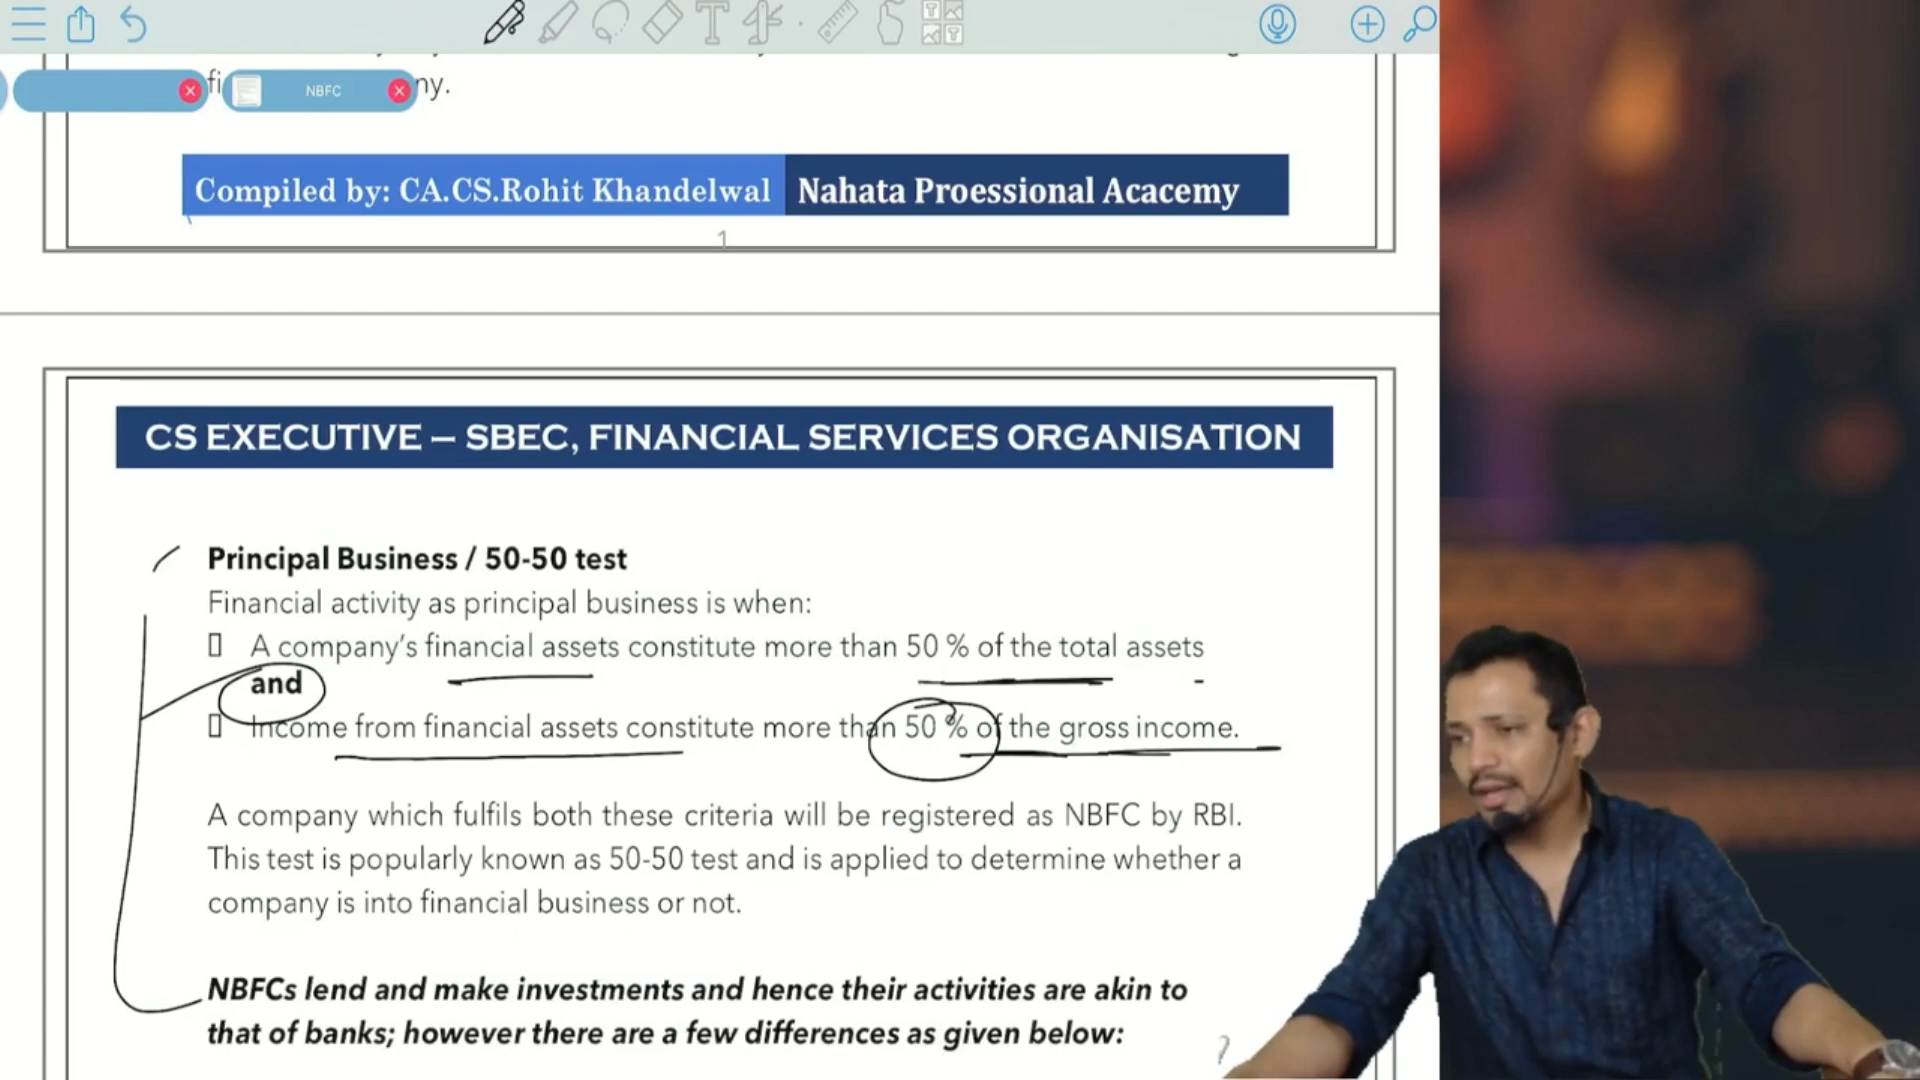 NBFC
fi ny.
Compiled by: CA.CS.Rohit Khandelwal Nahata Proessional Acacemy
1
CS EXECUTIVE – SBEC, FINANCIAL SERVICES ORGANISATION
Principal Business / 50-50 test
Financial activity as principal business is when:
A company’s financial assets constitute more than 50 % of the total assets
and
Income from financial assets constitute more than 50 % of the gross income.
A company which fulfils both these criteria will be registered as NBFC by RBI.
This test is popularly known as 50-50 test and is applied to determine whether a
company is into financial business or not.
NBFCs lend and make investments and hence their activities are akin to
that of banks; however there are a few differences as given below: